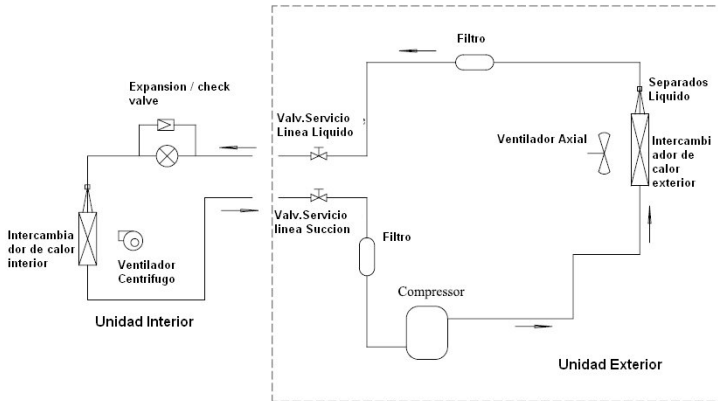 Filtro
Expansion / check
valve
Valv.Servicio
Linea Liquido
Separados
Liquido
Ventilador Axial
Intercambi
ador de
calor
exterior
Valv.Servicio
linea Succion
Filtro
Intercambia
dor de calor
interior
Ventilador
Centrifugo
Compressor
Unidad Interior
Unidad Exterior